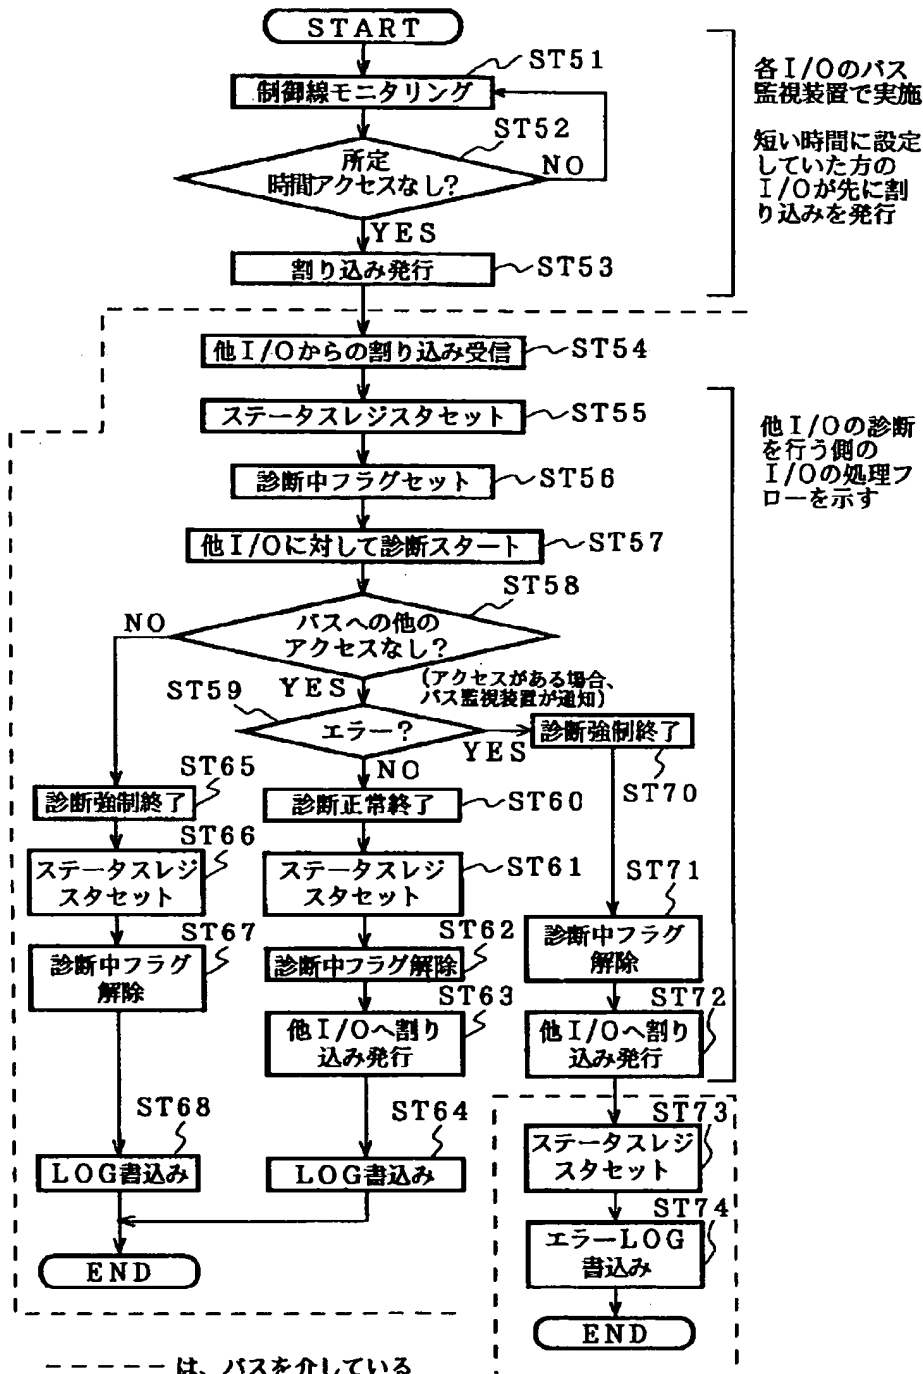 START
ST51
制御線モニタリング
ST52
所定
時間アクセスなし?
NO
YES
割り込み発行
ST53
各I/Oのバス
監視装置で実施
短い時間に設定
していた方の
I/Oが先に割
り込みを発行
他I/Oからの割り込み受信
ST54
ステータスレジスタセット
ST55
診断中フラグセット
ST56
他I/Oに対して診断スタート
ST57
他I/Oの診断
を行う側の
I/Oの処理フ
ローを示す
ST58
バスへの他の
アクセスなし?
NO
YES
(アクセスがある場合、
バス監視装置が通知)
ST59
エラー?
YES
NO
診断強制終了
ST70
ST65
診断強制終了
診断正常終了
ST60
ST66
ステータスレジ
スタセット
ステータスレジ
スタセット
ST61
ST71
診断中フラグ
解除
ST67
診断中フラグ
解除
ST62
診断中フラグ解除
ST63
他I/Oへ割り
込み発行
ST72
他I/Oへ割り
込み発行
ST68
LOG書込み
ST64
LOG書込み
ST73
ステータスレジ
スタセット
ST74
エラーLOG
書込み
END
END
----- は、バスを介している